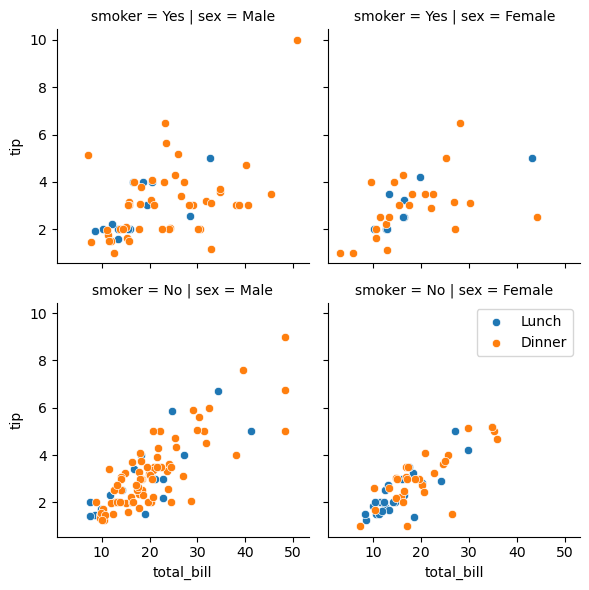 smoker = Yes | sex = Male
smoker = Yes | sex = Female
10
8
6
4
2
tip
smoker = No | sex = Male
smoker = No | sex = Female
10
8
6
4
2
tip
Lunch
Dinner
10 20 30 40 50
10 20 30 40 50
total_bill
total_bill